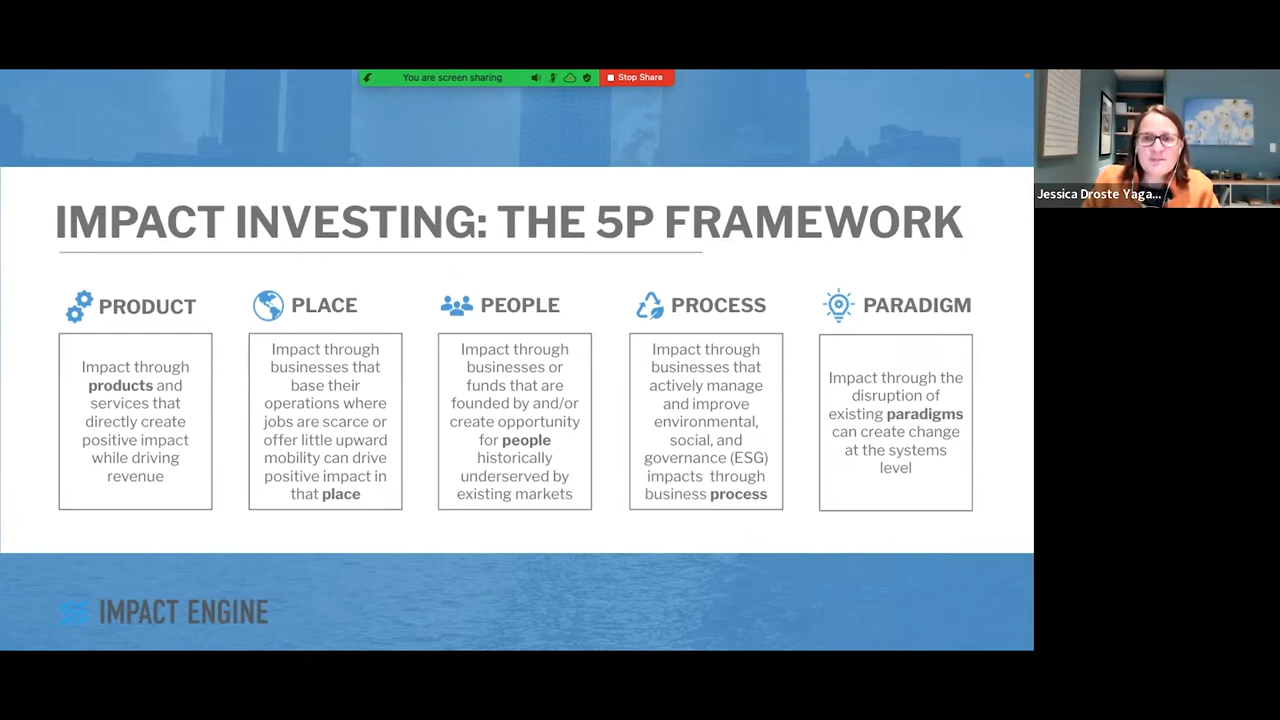 You are screen sharing
Stop Share
Jessica Droste Yaga...
IMPACT INVESTING: THE 5P FRAMEWORK
PRODUCT
Impact through
products and
services that
directly create
positive impact
while driving
revenue
PLACE
Impact through
businesses that
base their
operations where
jobs are scarce or
offer little upward
mobility can drive
positive impact in
that place
PEOPLE
Impact through
businesses or
funds that are
founded by and/or
create opportunity
for people
historically
underserved by
existing markets
PROCESS
Impact through
businesses that
actively manage
and improve
environmental,
social, and
governance (ESG)
impacts through
business process
PARADIGM
Impact through the
disruption of
existing paradigms
can create change
at the systems
level
IMPACT ENGINE